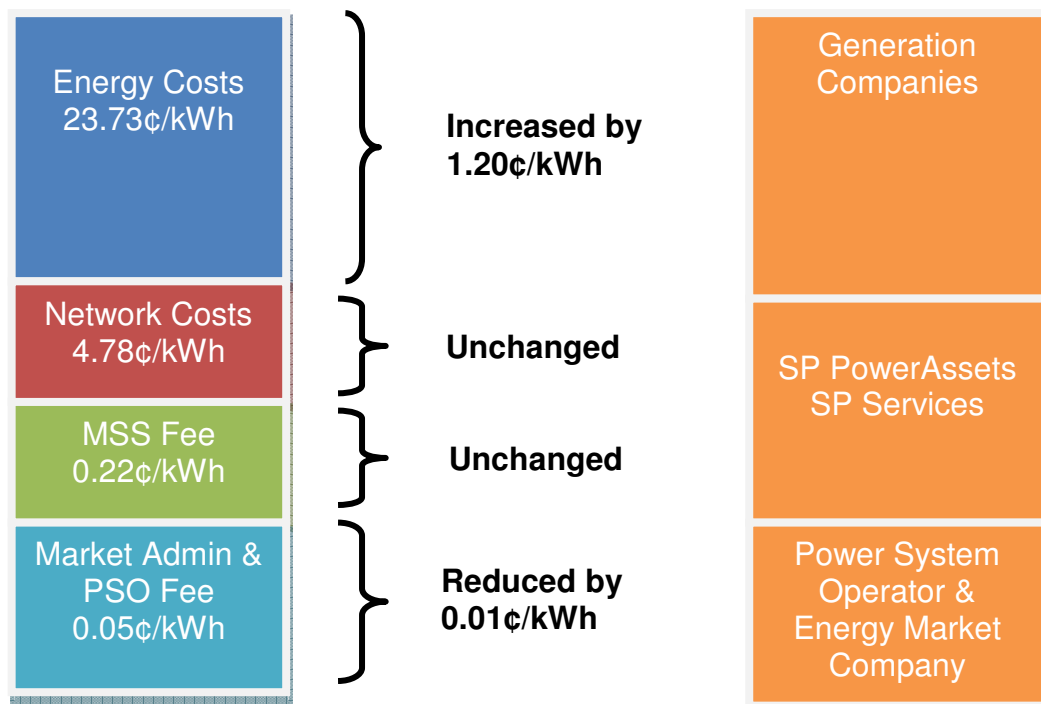 Energy Costs
23.73¢/kWh
Increased by
1.20¢/kWh
Generation
Companies
Network Costs
4.78¢/kWh
Unchanged
SP PowerAssets
SP Services
MSS Fee
0.22¢/kWh
Unchanged
Market Admin &
PSO Fee
0.05¢/kWh
Reduced by
0.01¢/kWh
Power System
Operator &
Energy Market
Company